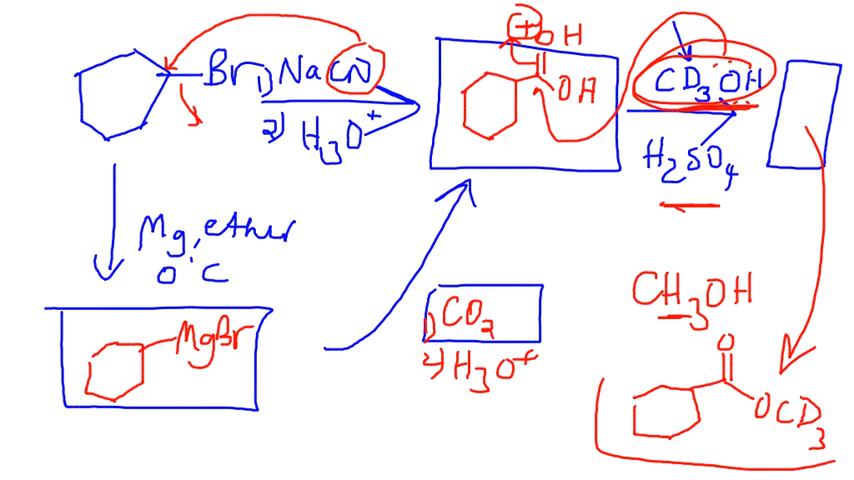 Br 1) NaCN
2) H3O+
+OH
OH
CD3OH
H2SO4
Mg, ether
0°C
MgBr
1) CO2
2) H3O+
CH3OH
O
OCD3